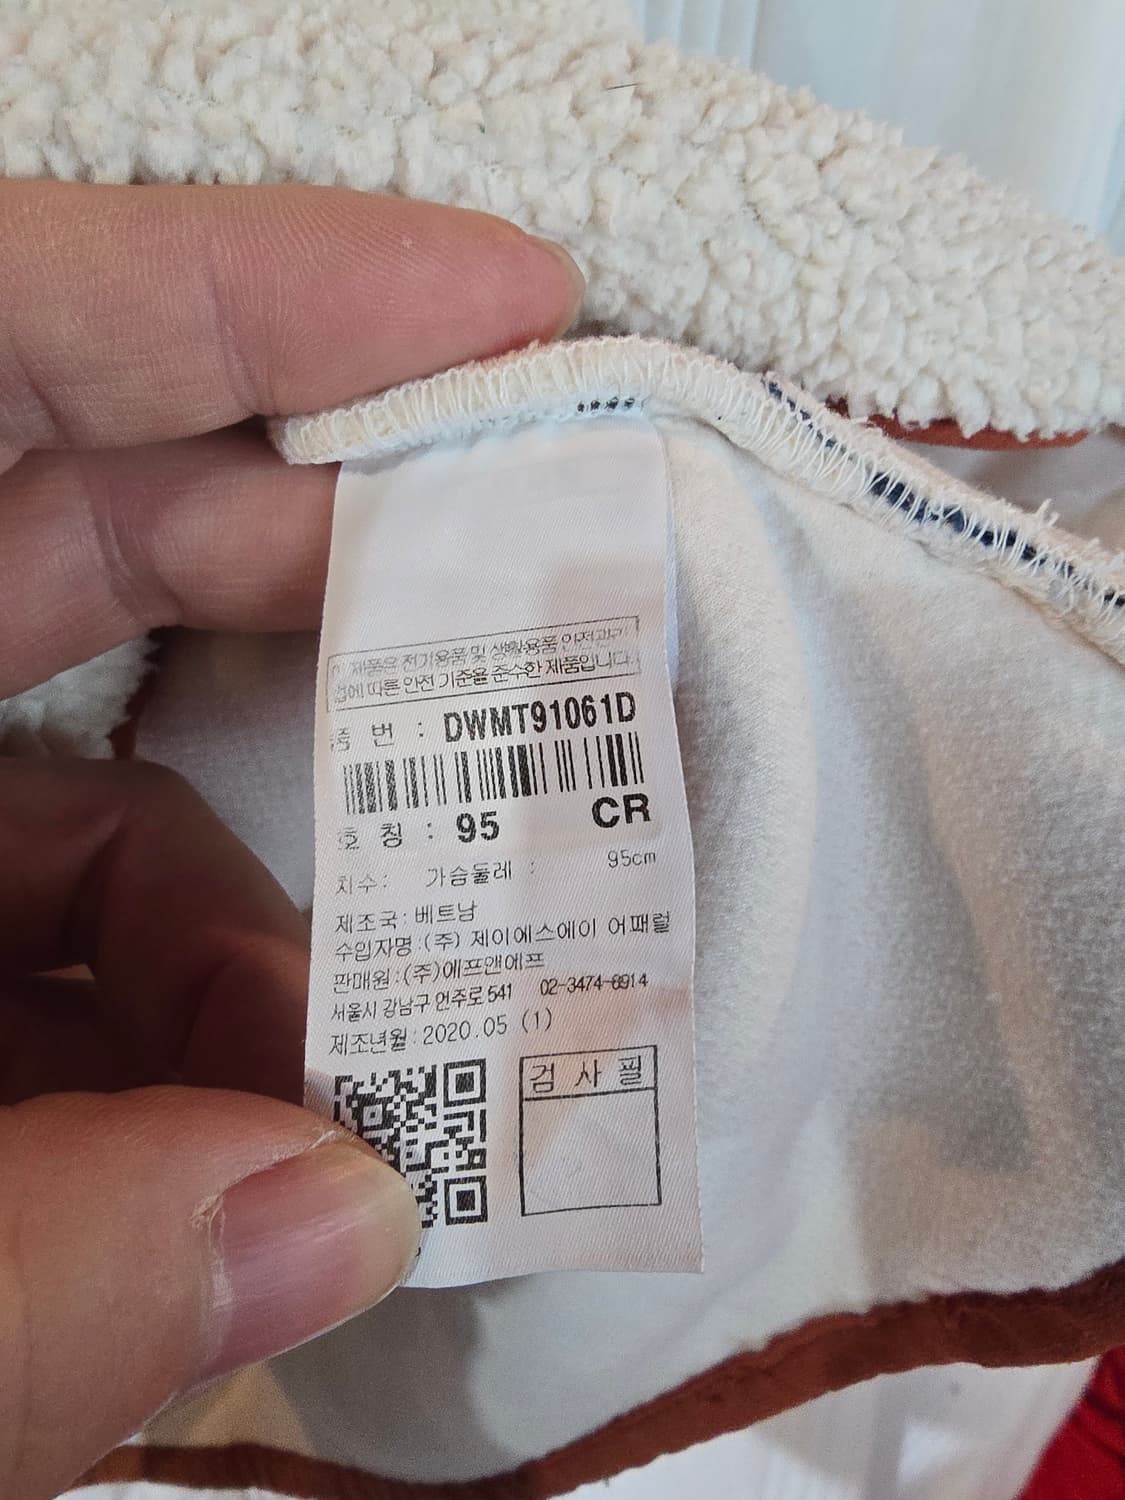 이 제품은 전기용품 및 생활용품 안전관리
법에 따른 안전 기준을 준수한 제품입니다.
품 번 : DWMT91061D
호 칭 : 95 CR
치수: 가슴둘레 : 95cm
제조국:베트남
수입자명:(주) 제이에스에이 어패럴
판매원:(주)에프앤에프
서울시 강남구 언주로 541 02-3474-8914
제조년월:2020.05 (1)
검 사 필